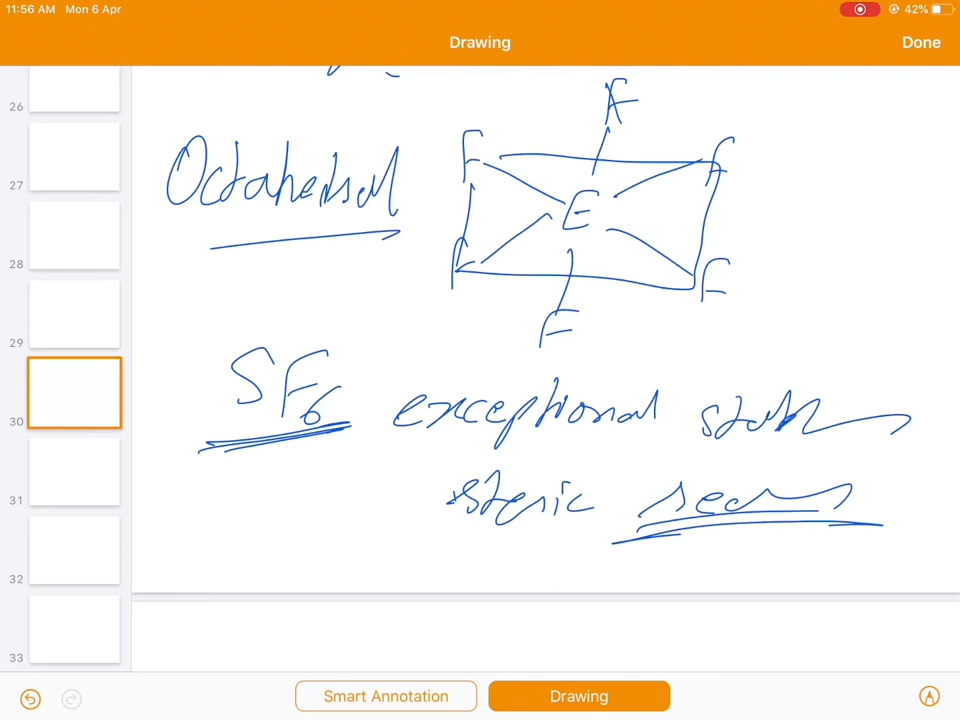 11:56 AM Mon 6 Apr
42%
Drawing
Done
26
27
28
29
30
31
32
33
Octahedral
F
F F
E
F F
F
SF6 exceptional
steric
Smart Annotation
Drawing